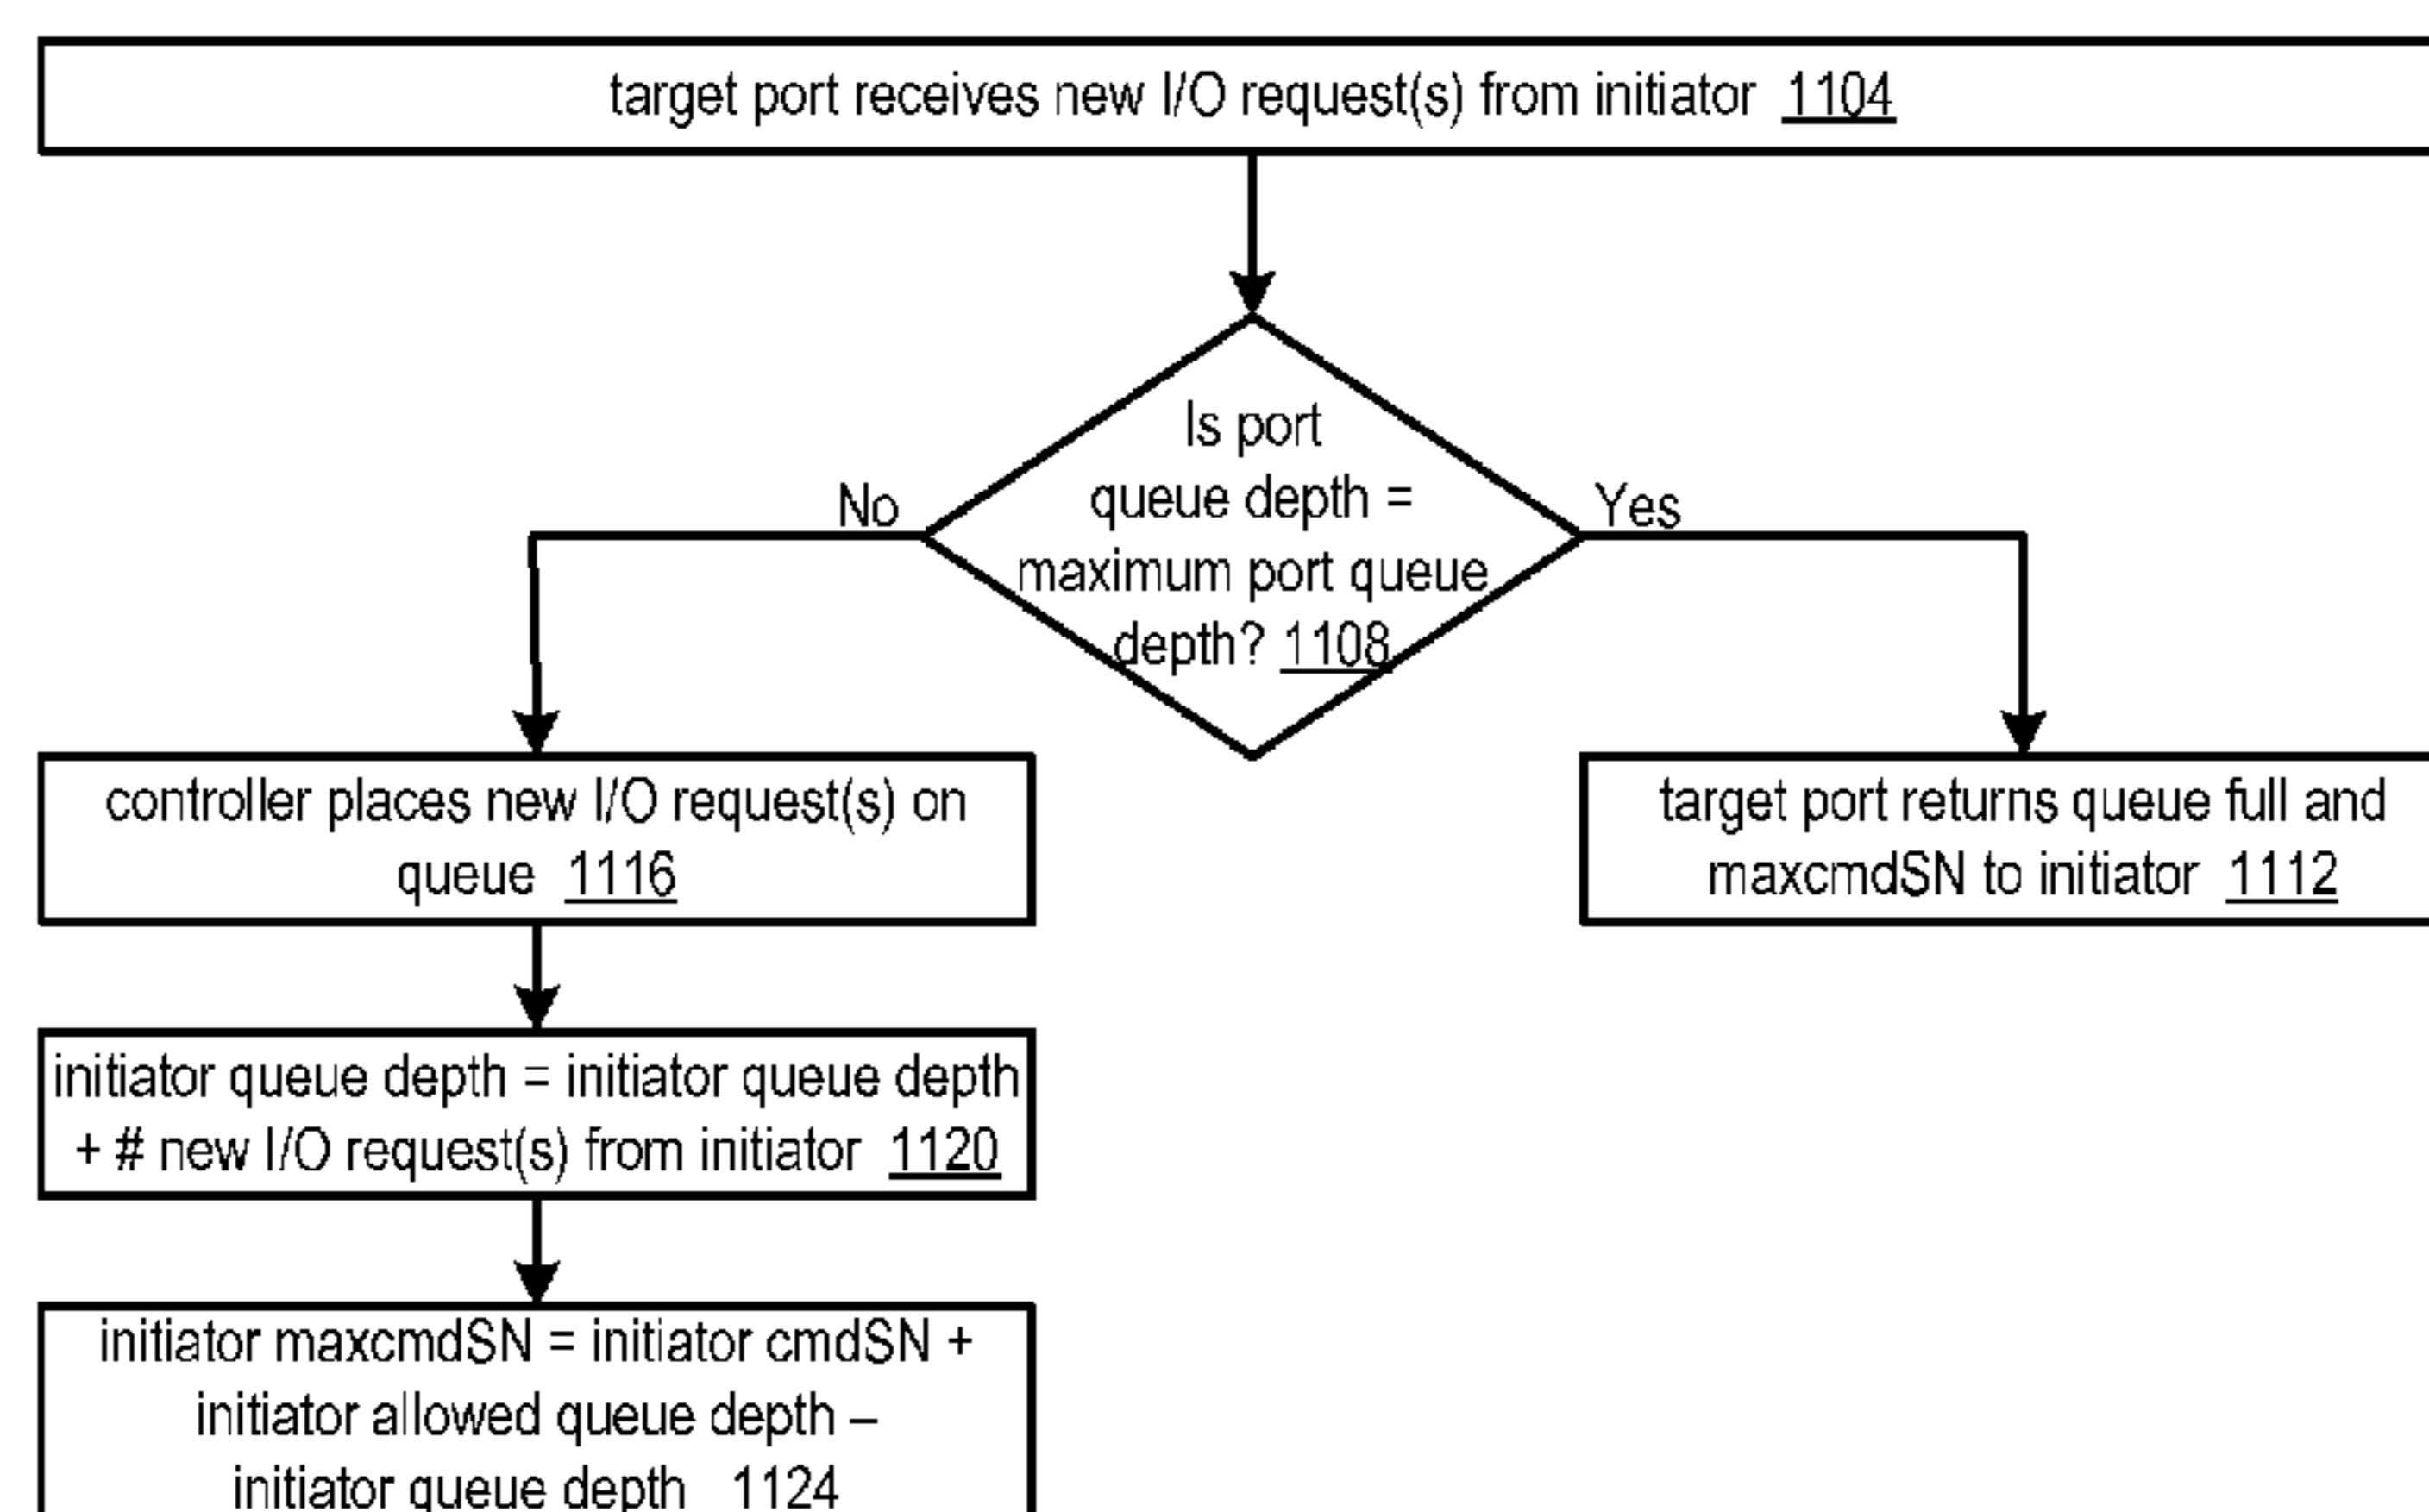 target port receives new I/O request(s) from initiator 1104
Is port
queue depth =
maximum port queue
depth? 1108
No
Yes
controller places new I/O request(s) on
queue 1116
target port returns queue full and
maxcmdSN to initiator 1112
initiator queue depth = initiator queue depth
+ # new I/O request(s) from initiator 1120
initiator maxcmdSN = initiator cmdSN +
initiator allowed queue depth –
initiator queue depth 1124